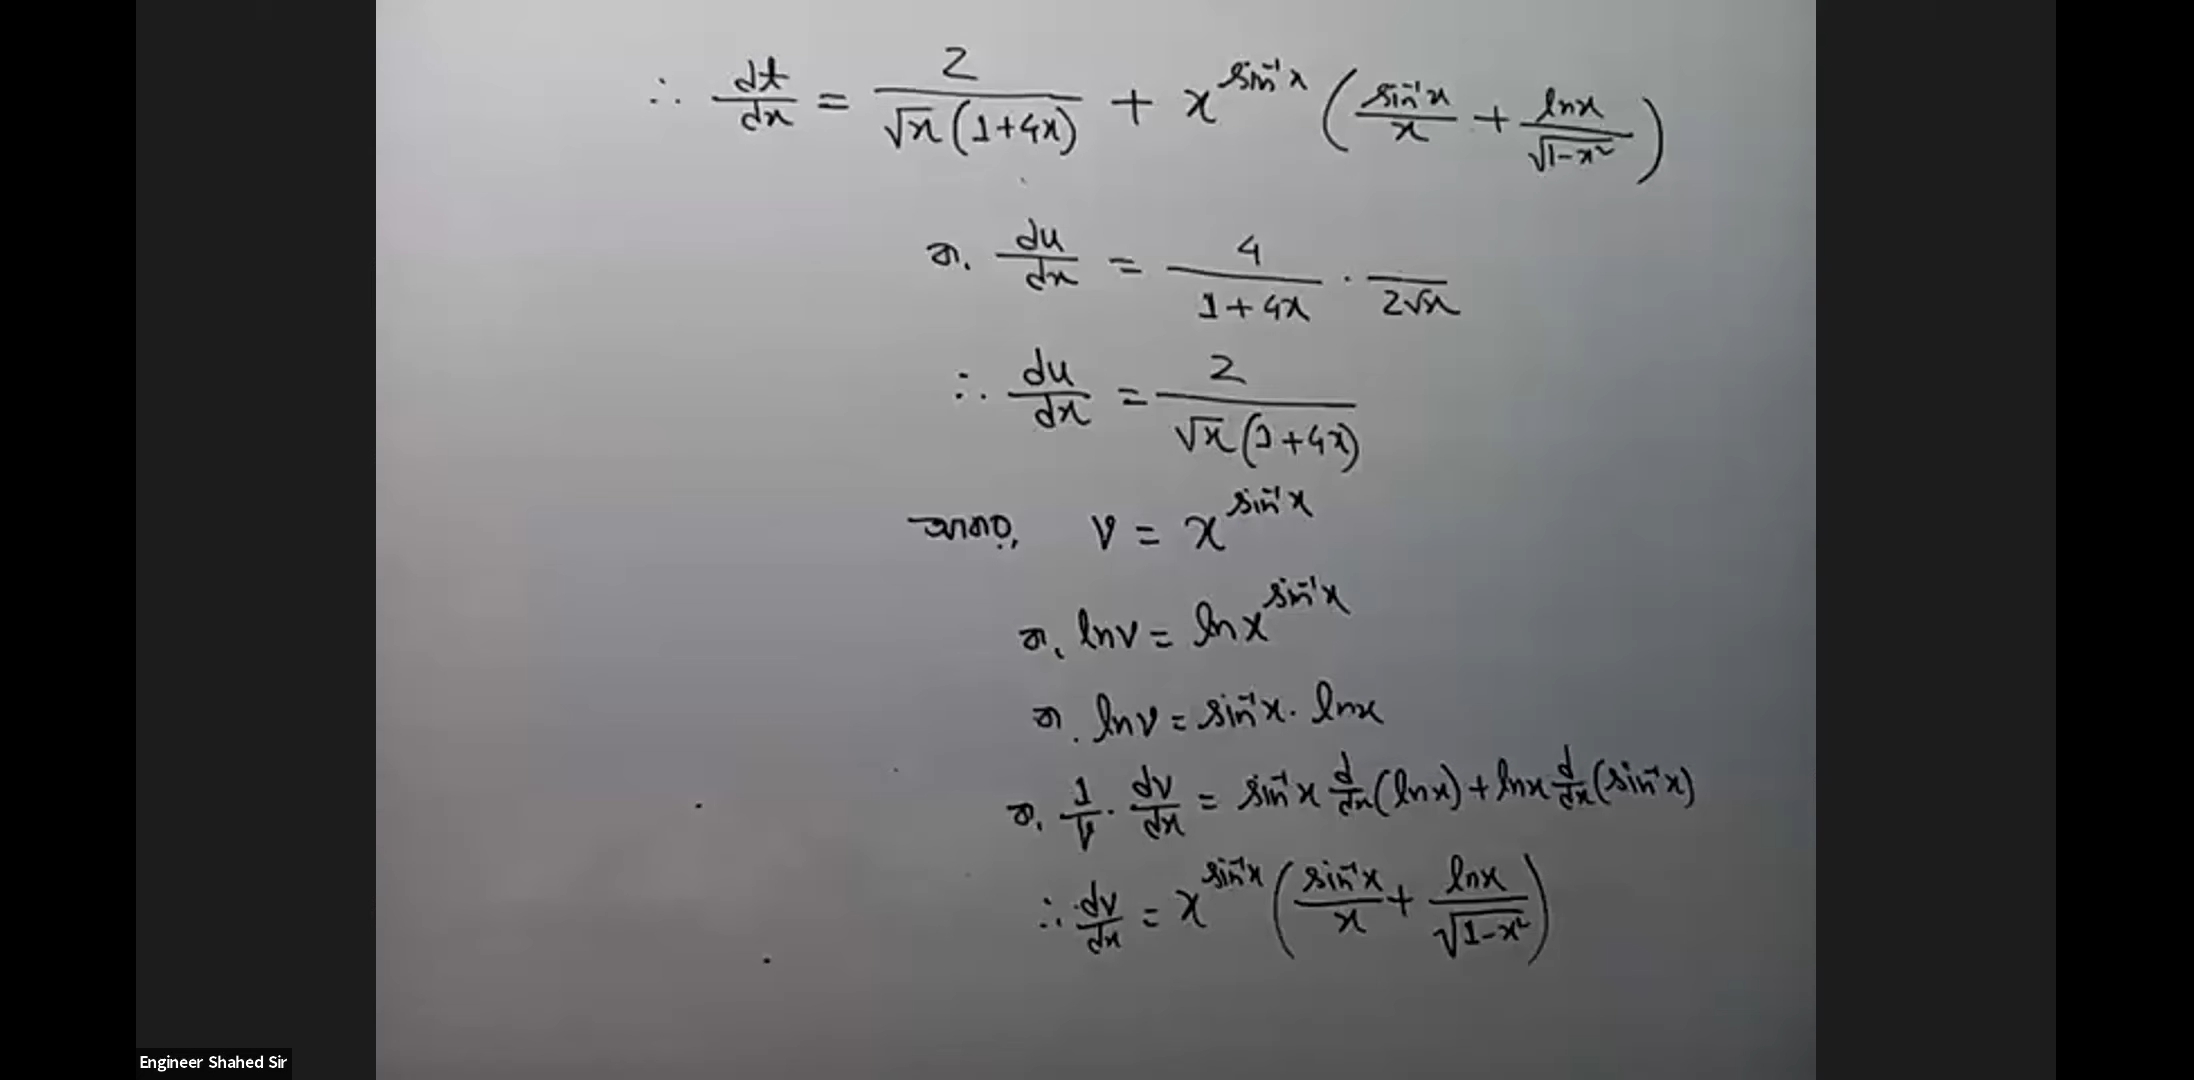 ∴ dt/dx = 2/(√x(1+4x)) + x^(sin⁻¹x) (sin⁻¹x/x + lnx/√(1-x²))
বা, du/dx = 4/(1+4x) · /(2√x)
∴ du/dx = 2/(√x(1+4x))
আবার, v = x^(sin⁻¹x)
বা, lnv = lnx^(sin⁻¹x)
বা, lnv = sin⁻¹x · lnx
বা, 1/v · dv/dx = sin⁻¹x d/dx(lnx) + lnx d/dx(sin⁻¹x)
∴ dv/dx = x^(sin⁻¹x) (sin⁻¹x/x + lnx/√(1-x²))
Engineer Shahed Sir